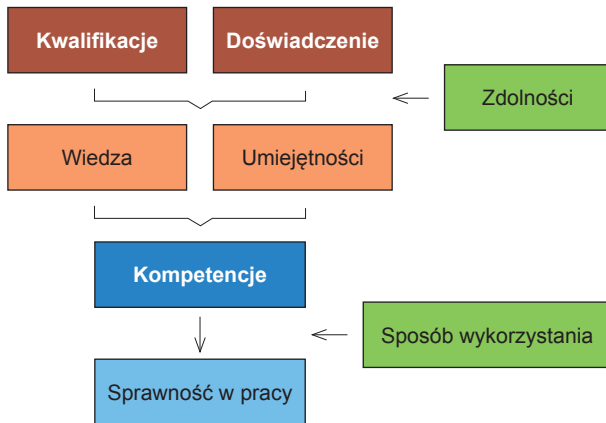 Kwalifikacje
Doświadczenie
Zdolności
Wiedza
Umiejętności
Kompetencje
Sposób wykorzystania
Sprawność w pracy